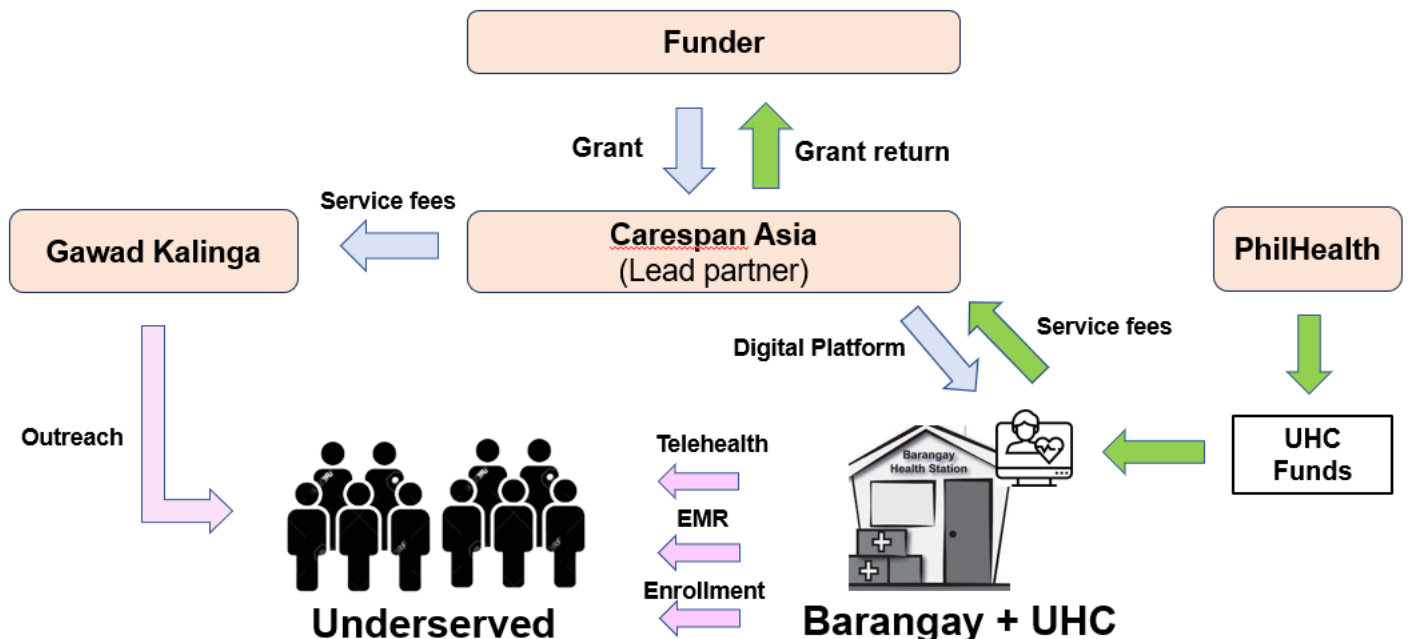 Funder
Grant
Grant return
Service fees
Gawad Kalinga
Carespan Asia
(Lead partner)
PhilHealth
Digital Platform
Service fees
Outreach
Telehealth
EMR
Enrollment
Barangay
Health Station
UHC
Funds
Underserved
Barangay + UHC